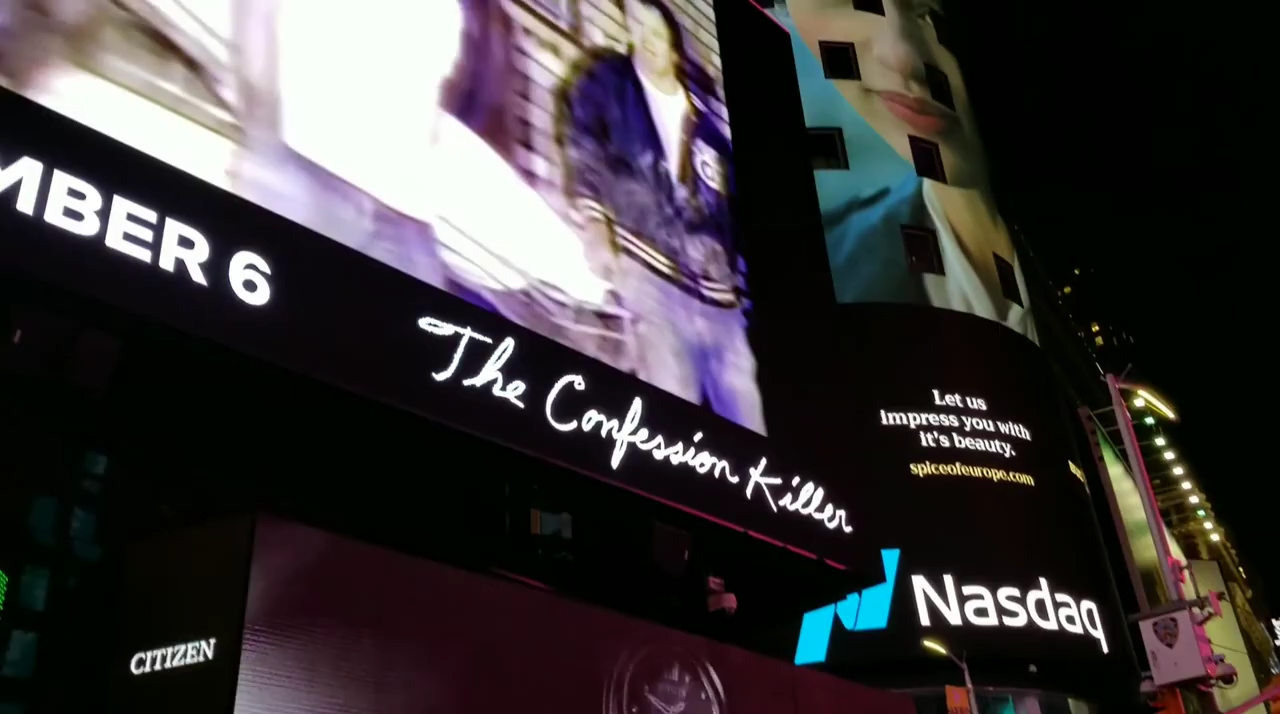 MBER 6
The Confession Killer
Let us
impress you with
it's beauty.
spiceofeurope.com
Nasdaq
CITIZEN